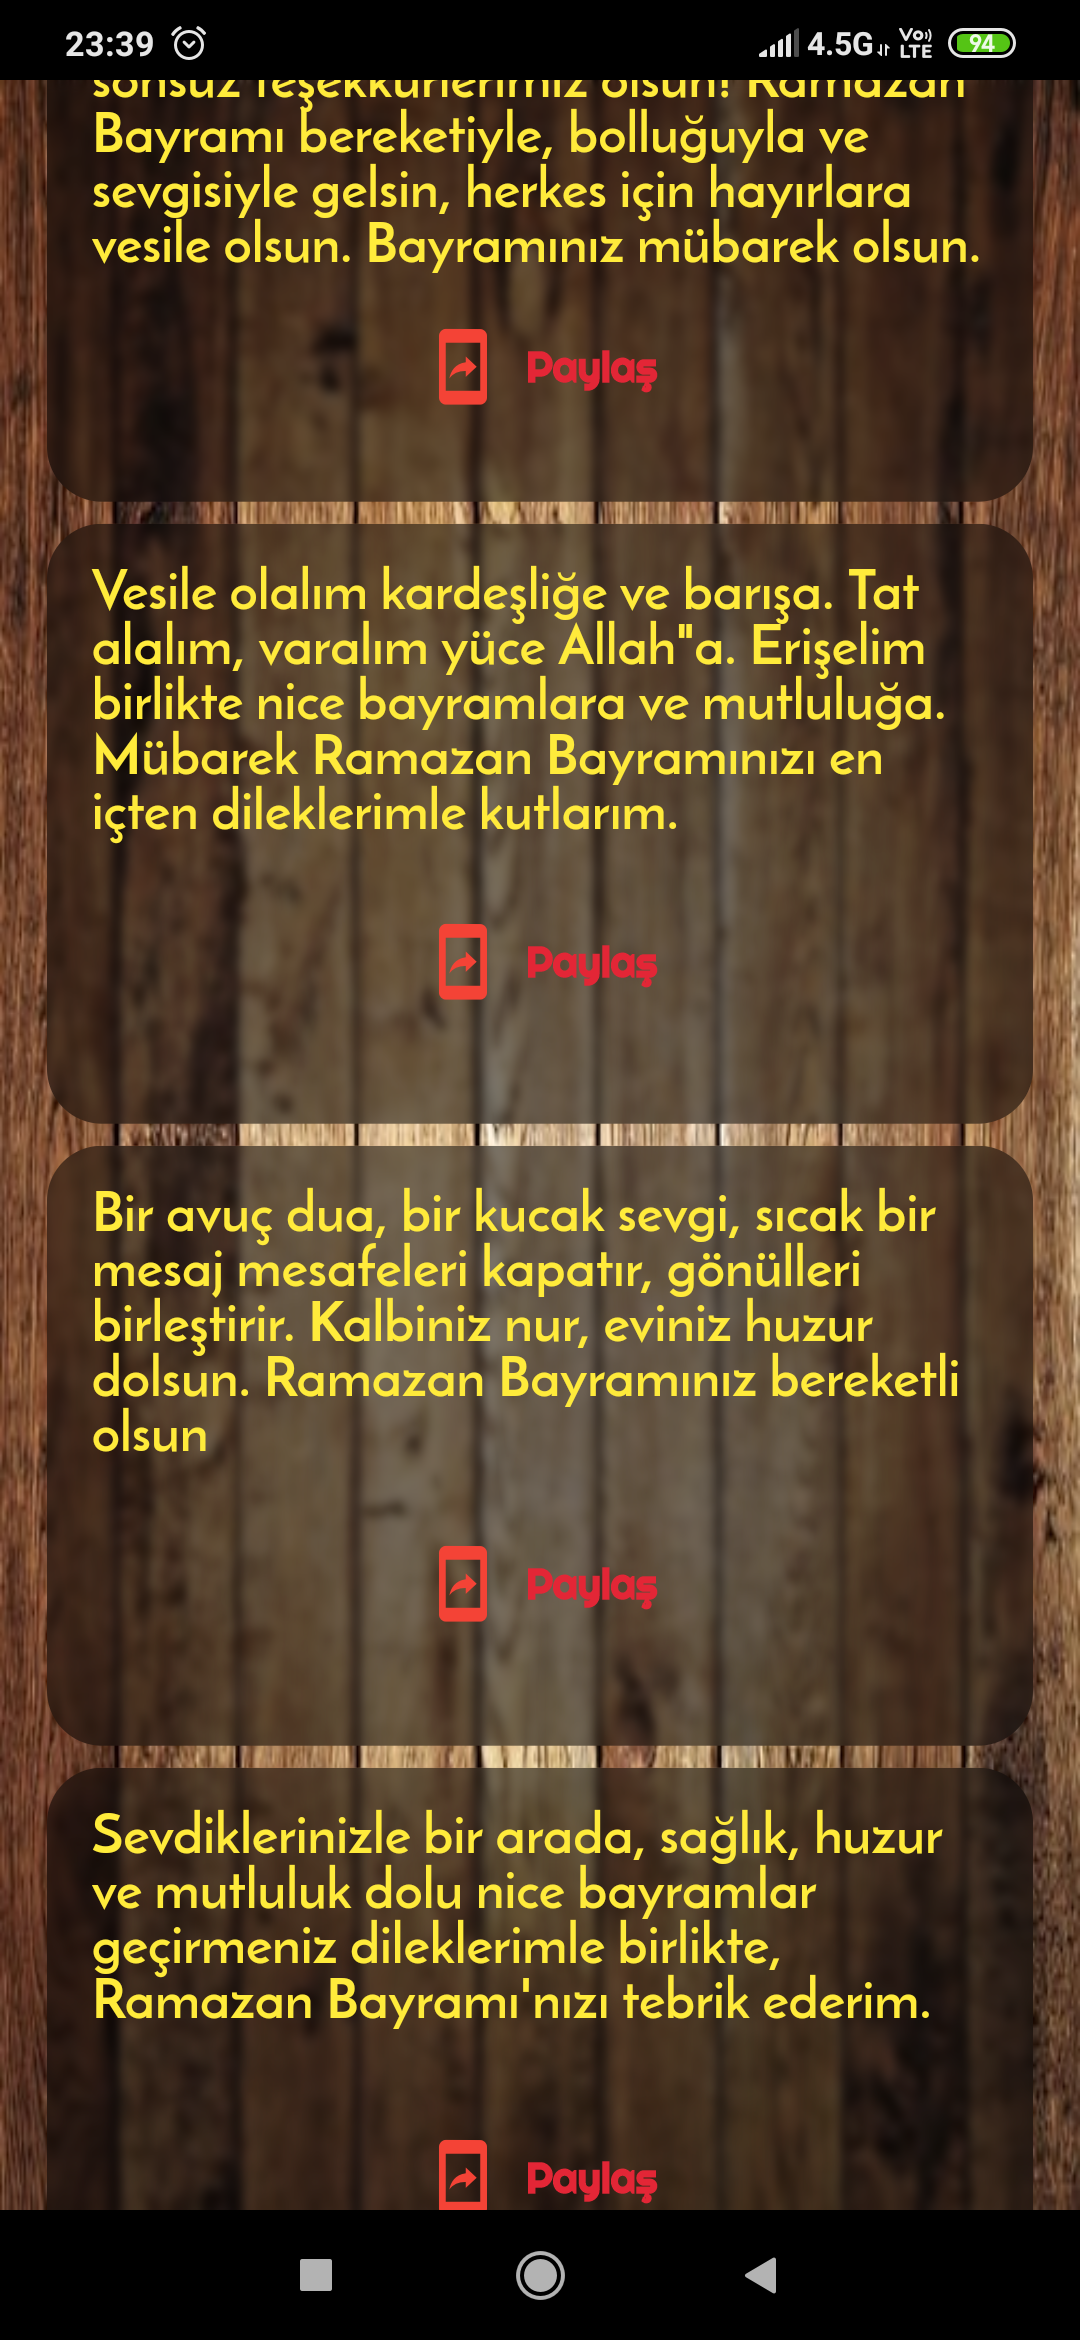 23:39
4.5G
Vo))
LTE
94
sonsuz teşekkürlerimiz olsun! Ramazan
Bayramı bereketiyle, bolluğuyla ve
sevgisiyle gelsin, herkes için hayırlara
vesile olsun. Bayramınız mübarek olsun.
Paylaş
Vesile olalım kardeşliğe ve barışa. Tat
alalım, varalım yüce Allah"a. Erişelim
birlikte nice bayramlara ve mutluluğa.
Mübarek Ramazan Bayramınızı en
içten dileklerimle kutlarım.
Paylaş
Bir avuç dua, bir kucak sevgi, sıcak bir
mesaj mesafeleri kapatır, gönülleri
birleştirir. Kalbiniz nur, eviniz huzur
dolsun. Ramazan Bayramınız bereketli
olsun
Paylaş
Sevdiklerinizle bir arada, sağlık, huzur
ve mutluluk dolu nice bayramlar
geçirmeniz dileklerimle birlikte,
Ramazan Bayramı'nızı tebrik ederim.
Paylaş